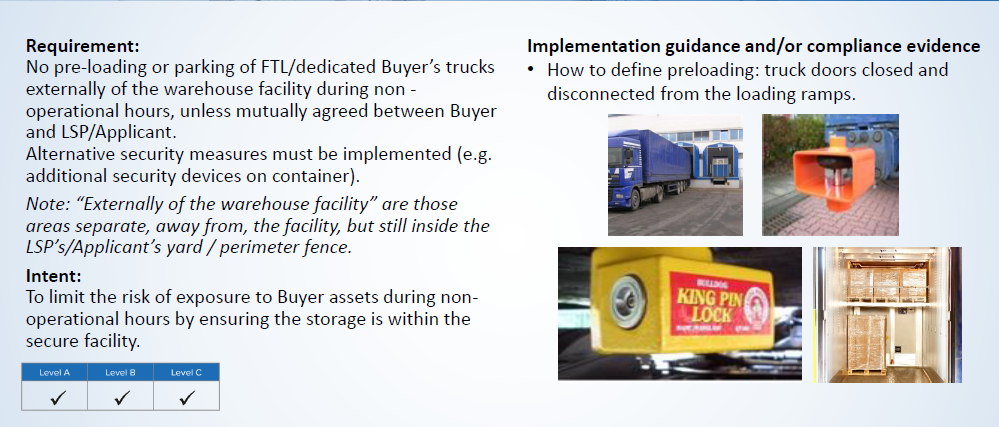 Requirement:
No pre-loading or parking of FTL/dedicated Buyer's trucks
externally of the warehouse facility during non -
operational hours, unless mutually agreed between Buyer
and LSP/Applicant.
Alternative security measures must be implemented (e.g.
additional security devices on container).
Note: “Externally of the warehouse facility” are those
areas separate, away from, the facility, but still inside the
LSP's/Applicant's yard / perimeter fence.
Intent:
To limit the risk of exposure to Buyer assets during non-
operational hours by ensuring the storage is within the
secure facility.
Level A Level B Level C
✓ ✓ ✓
Implementation guidance and/or compliance evidence
• How to define preloading: truck doors closed and
disconnected from the loading ramps.
BULLDOG
KING PIN
LOCK